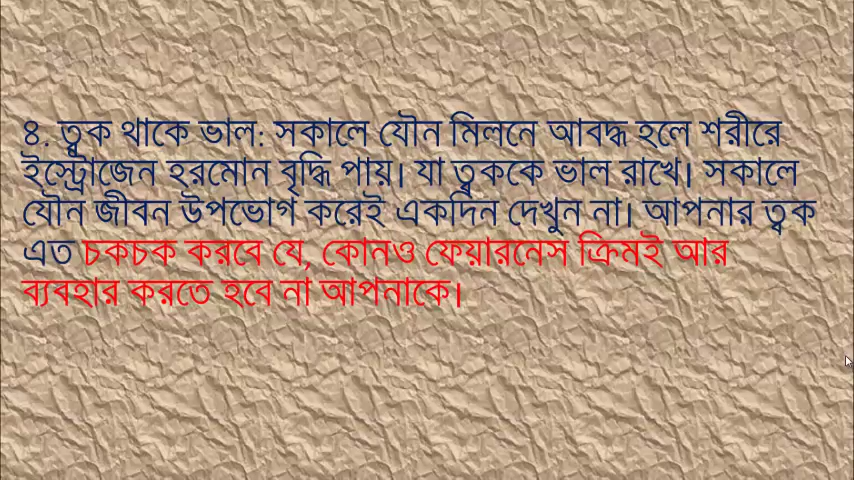 ৪. ত্বক থাকে ভাল: সকালে যৌন মিলনে আবদ্ধ হলে শরীরে
ইস্ট্রোজেন হরমোন বৃদ্ধি পায়। যা ত্বককে ভাল রাখে। সকালে
যৌন জীবন উপভোগ করেই একদিন দেখুন না। আপনার ত্বক
এত চকচক করবে যে, কোনও ফেয়ারনেস ক্রিমই আর
ব্যবহার করতে হবে না আপনাকে।